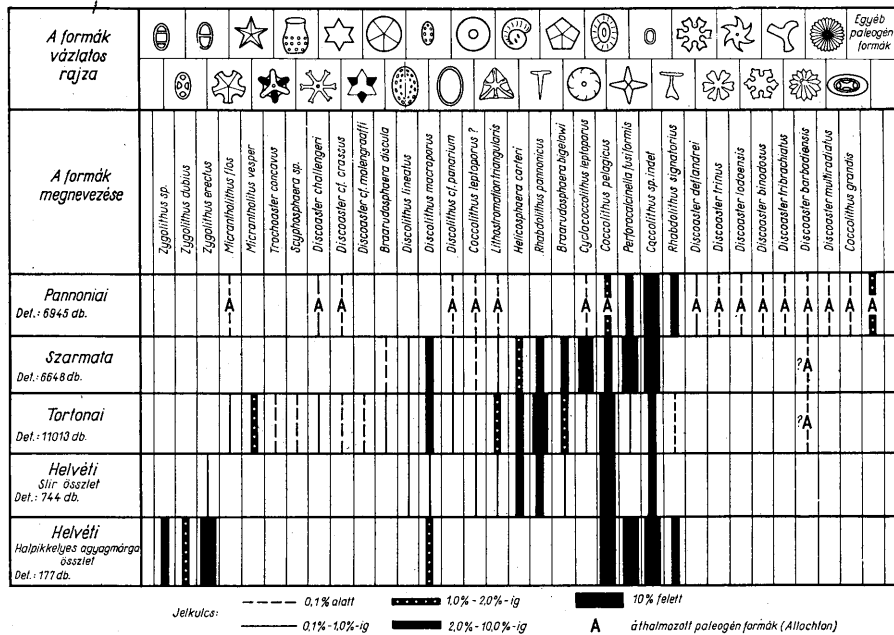 A formák
vázlatos
rajza
Egyéb
paleogén
formák
A formák
megnevezése
Zygolithus sp.
Zygolithus dubius
Zygolithus erectus
Micrantholithus flos
Micrantholitus vesper
Trochoaster concavus
Scyphosphaera sp.
Discoaster challengeri
Discoaster cf. crassus
Discoaster cf. molengraaffi
Braarudosphaera discula
Discolithus lineatus
Discolithus macroporus
Discolithus cf. panarium
Coccolithus leptoporus ?
Lithostromation triangularis
Helicosphaera carteri
Rhabdolithus pannonicus
Braarudosphaera bigelowi
Cyclococcolithus leptoporus
Coccolithus pelagicus
Perforocalcinella fusiformis
Coccolithus sp. indet
Rhabdolithus signatorius
Discoaster deflandrei
Discoaster trinus
Discoaster lodoensis
Discoaster binodosus
Discoaster tribrachiatus
Discoaster barbadiensis
Discoaster multiradiatus
Coccolithus grandis
Pannoniai
Det.: 6945 db.
A A A A A A A A A A A A A A A A A A
Szarmata
Det.: 6648 db.
?A
Tortonai
Det.: 11013 db.
?A
Helvéti
Slir összlet
Det.: 744 db.
Helvéti
Halpikkelyes agyagmárga
összlet
Det.: 177 db.
Jelkulcs:
0,1% alatt
1,0% - 2,0% -ig
10% felett
0,1% - 1,0% -ig
2,0% - 10,0% -ig
A áthalmozott paleogén formák (Allochton)